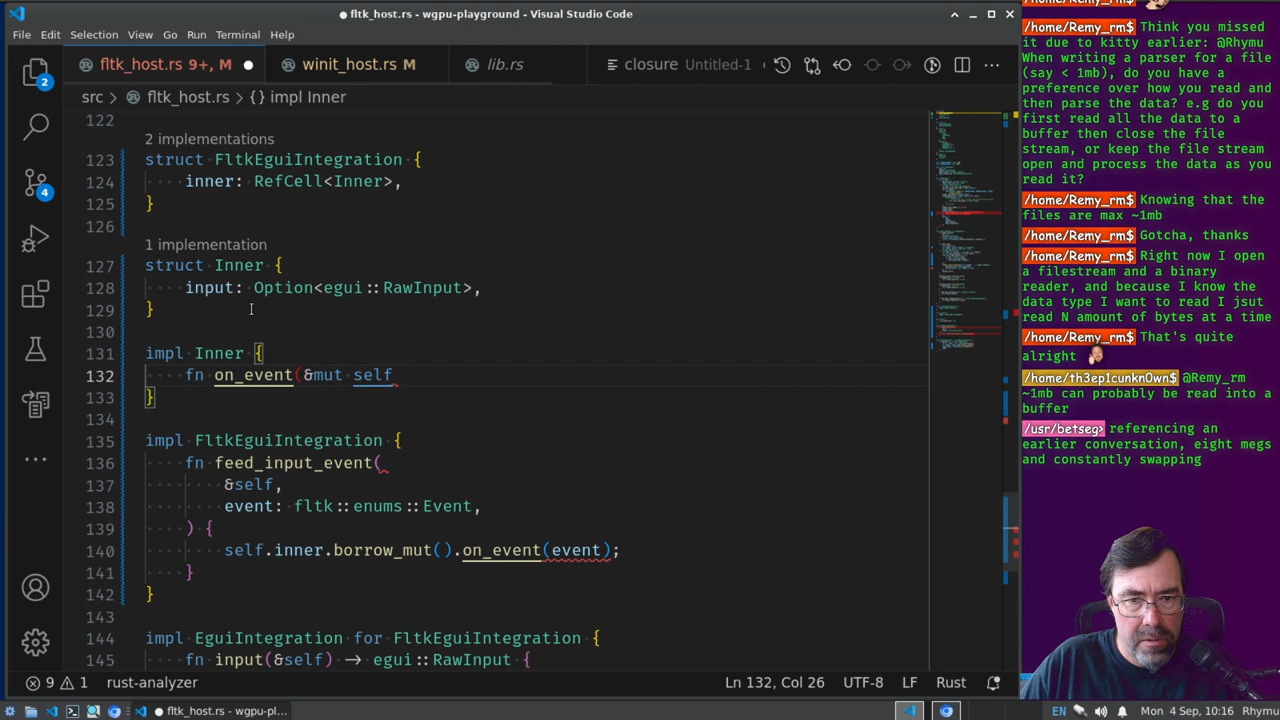 ● fltk_host.rs - wgpu-playground - Visual Studio Code
File Edit Selection View Go Run Terminal Help
fltk_host.rs 9+, M ●
winit_host.rs M
lib.rs
closure Untitled-1
src > fltk_host.rs > {} impl Inner
122
2 implementations
123 struct FltkEguiIntegration {
124 inner: RefCell<Inner>,
125 }
126
1 implementation
127 struct Inner {
128 input: Option<egui::RawInput>,
129 }
130
131 impl Inner {
132 fn on_event(&mut self
133 }
134
135 impl FltkEguiIntegration {
136 fn feed_input_event(
137 &self,
138 event: fltk::enums::Event,
139 ) {
140 self.inner.borrow_mut().on_event(event);
141 }
142 }
143
144 impl EguiIntegration for FltkEguiIntegration {
145 fn input(&self) → egui::RawInput {
2
4
9 1 rust-analyzer
Ln 132, Col 26 UTF-8 LF Rust
fltk_host.rs - wgpu-pl...
EN Mon 4 Sep, 10:16 Rhymu
/home/Remy_rm$ Think you missed
it due to kitty earlier: @Rhymu
When writing a parser for a file
(say < 1mb), do you have a
preference over how you read and
then parse the data? e.g do you
first read all the data to a
buffer then close the file
stream, or keep the file stream
open and process the data as you
read it?
/home/Remy_rm$ Knowing that the
files are max ~1mb
/home/Remy_rm$ Gotcha, thanks
/home/Remy_rm$ Right now I open
a filestream and a binary
reader, and because I know the
data type I want to read I jsut
read N amount of bytes at a time
/home/Remy_rm$ That's quite
alright
/home/th3ep1cunkn0wn$ @Remy_rm
~1mb can probably be read into a
buffer
/usr/betseg> referencing an
earlier conversation, eight megs
and constantly swapping